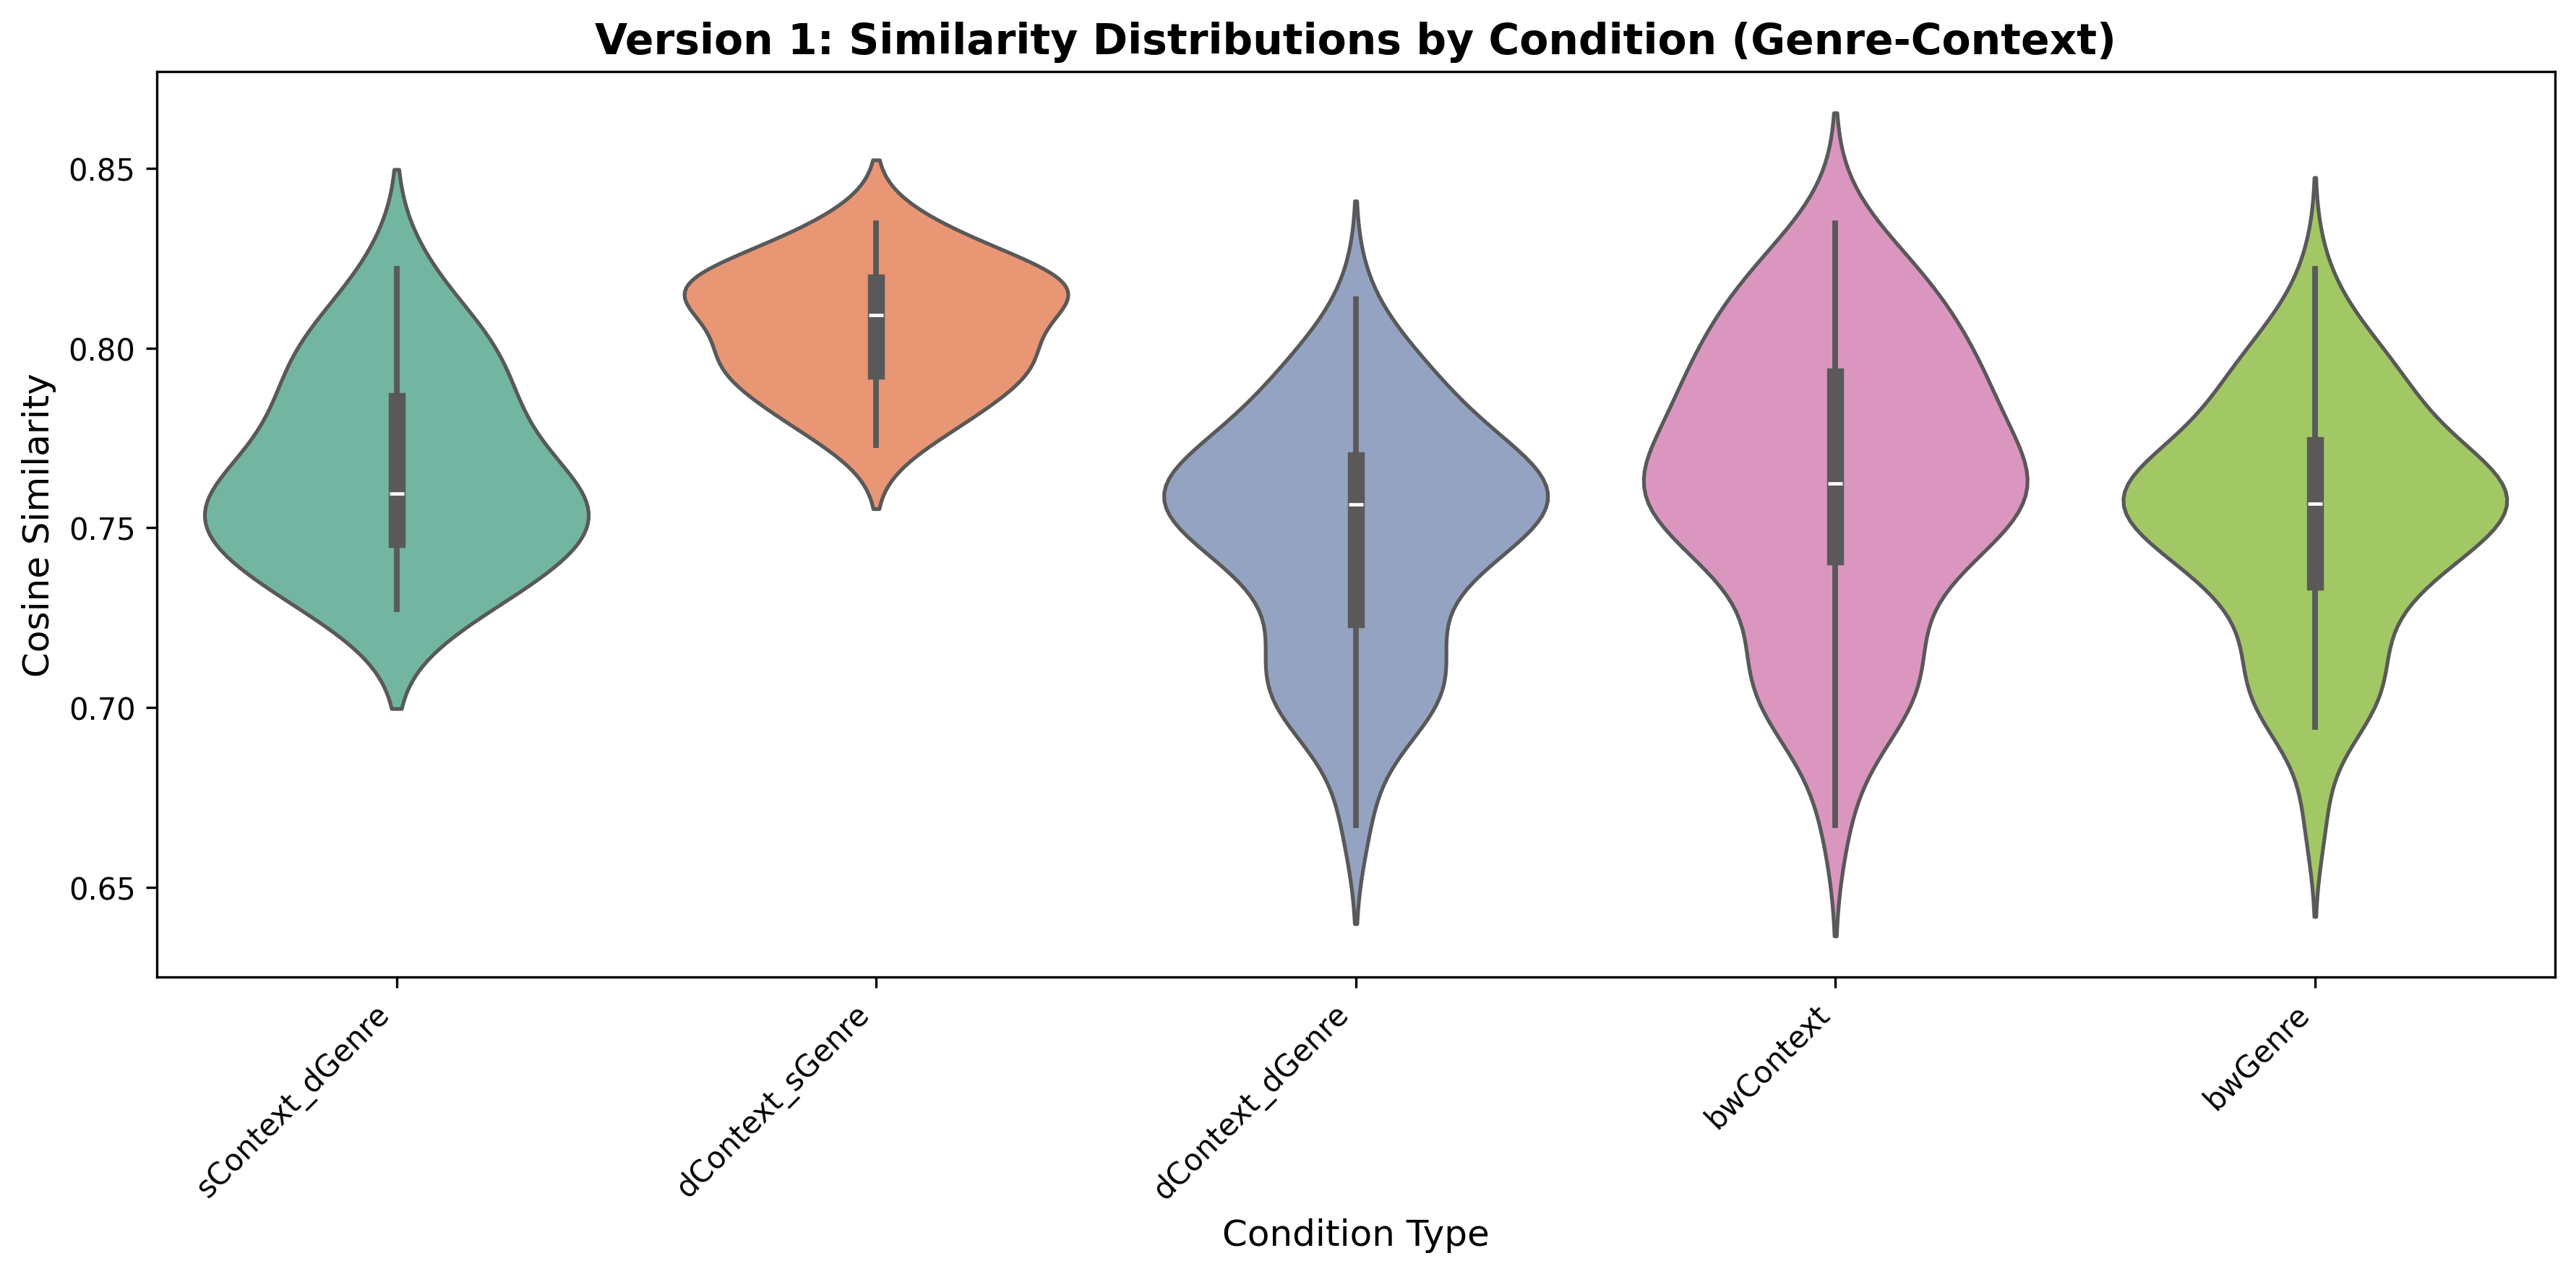 Version 1: Similarity Distributions by Condition (Genre-Context)
Cosine Similarity
0.85
0.80
0.75
0.70
0.65
sContext_dGenre
dContext_sGenre
dContext_dGenre
bwContext
bwGenre
Condition Type